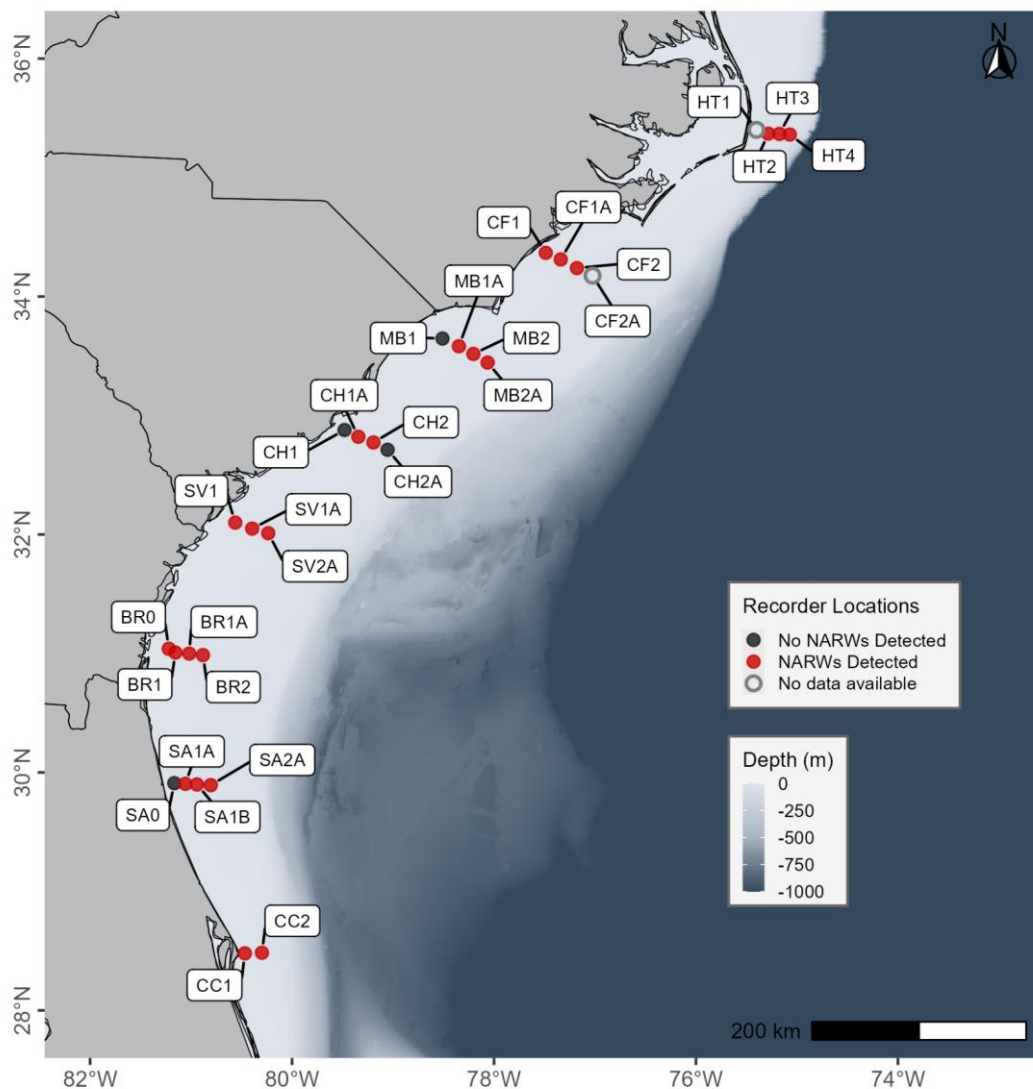 N
36°N
34°N
32°N
30°N
28°N
HT1
HT3
HT2
HT4
CF1
CF1A
CF2
CF2A
MB1A
MB1
MB2
MB2A
CH1A
CH2
CH1
CH2A
SV1
SV1A
SV2A
BR0
BR1A
BR1
BR2
SA1A
SA2A
SA0
SA1B
CC2
CC1
Recorder Locations
No NARWs Detected
NARWs Detected
No data available
Depth (m)
0
-250
-500
-750
-1000
200 km
82°W
80°W
78°W
76°W
74°W